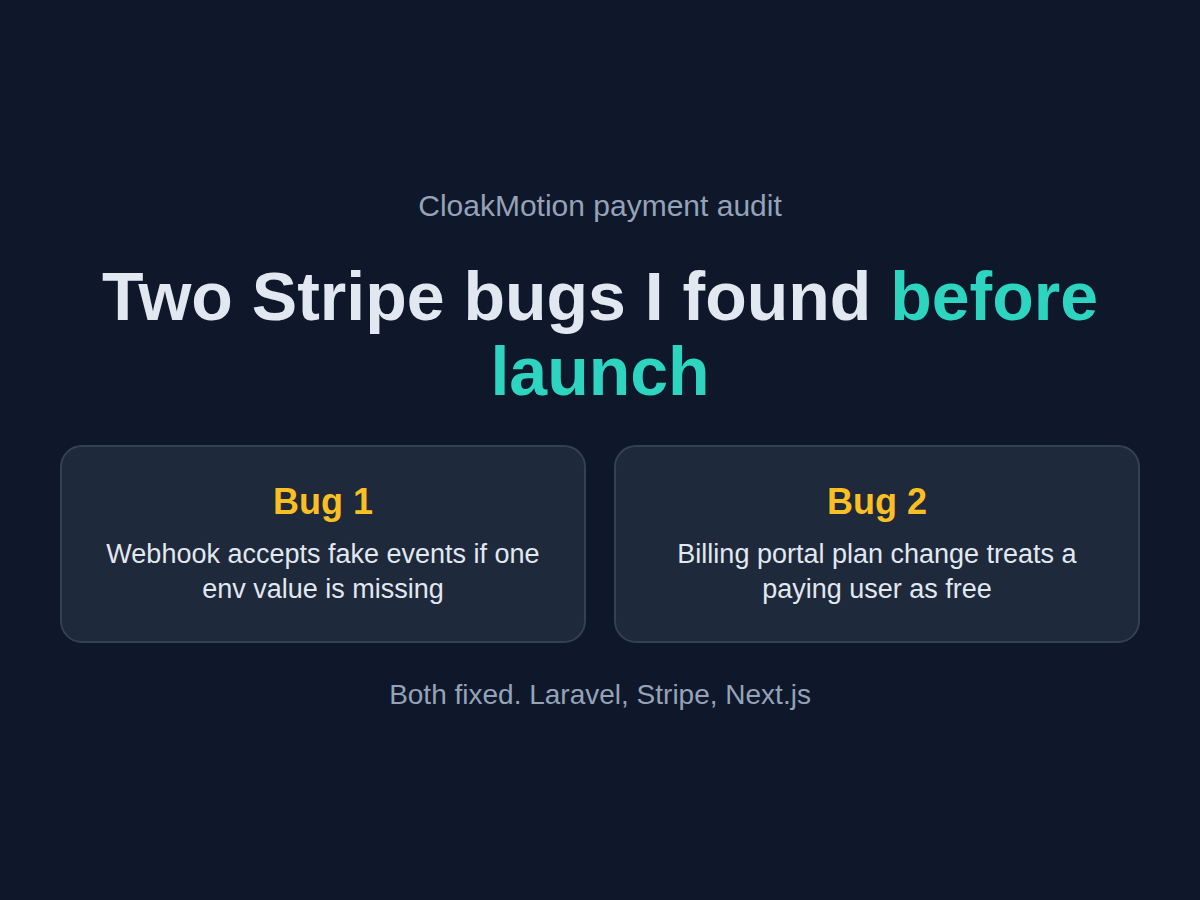 CloakMotion payment audit
Two Stripe bugs I found before
launch
Bug 1
Webhook accepts fake events if one
env value is missing
Bug 2
Billing portal plan change treats a
paying user as free
Both fixed. Laravel, Stripe, Next.js